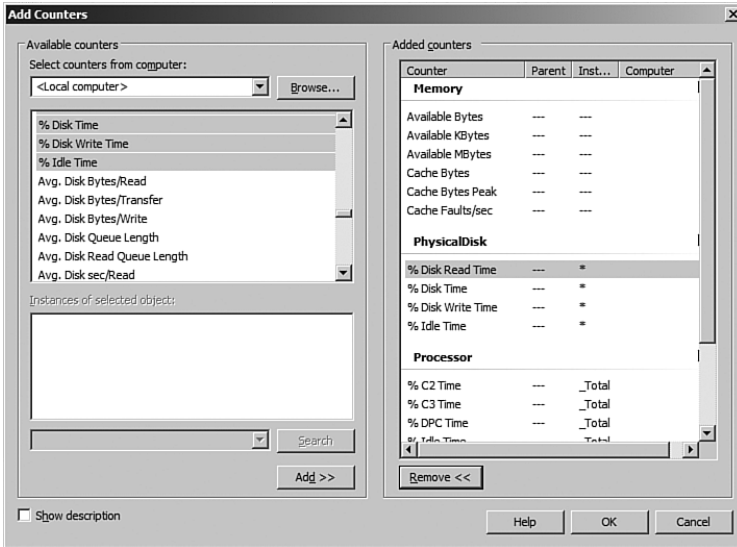 Add Counters
Available counters
Select counters from computer:
<Local computer>
Browse...
% Disk Time
% Disk Write Time
% Idle Time
Avg. Disk Bytes/Read
Avg. Disk Bytes/Transfer
Avg. Disk Bytes/Write
Avg. Disk Queue Length
Avg. Disk Read Queue Length
Avg. Disk sec/Read
Instances of selected object:
Search
Add >>
Show description
Added counters
Counter Parent Inst... Computer
Memory
Available Bytes --- ---
Available KBytes --- ---
Available MBytes --- ---
Cache Bytes --- ---
Cache Bytes Peak --- ---
Cache Faults/sec --- ---
PhysicalDisk
% Disk Read Time --- *
% Disk Time --- *
% Disk Write Time --- *
% Idle Time --- *
Processor
% C2 Time --- _Total
% C3 Time --- _Total
% DPC Time --- _Total
% Idle Time --- _Total
Remove <<
Help OK Cancel